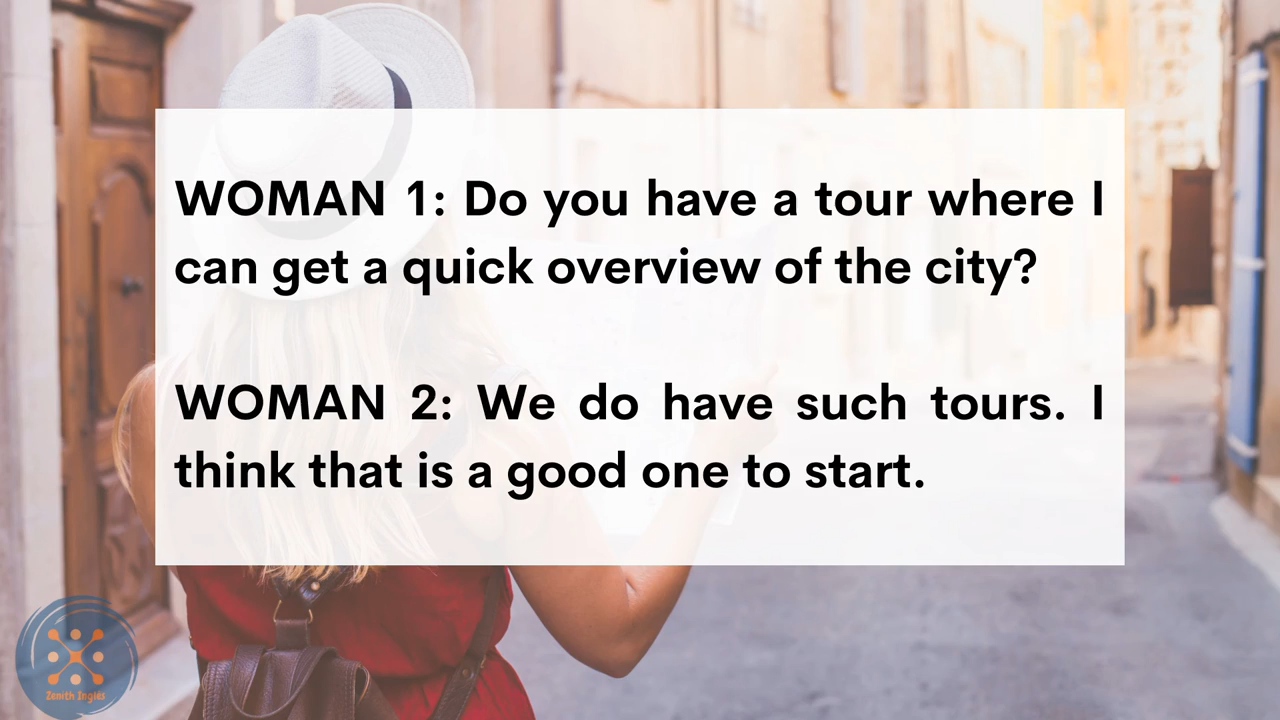 WOMAN 1: Do you have a tour where I
can get a quick overview of the city?
WOMAN 2: We do have such tours. I
think that is a good one to start.
Zenith Inglés